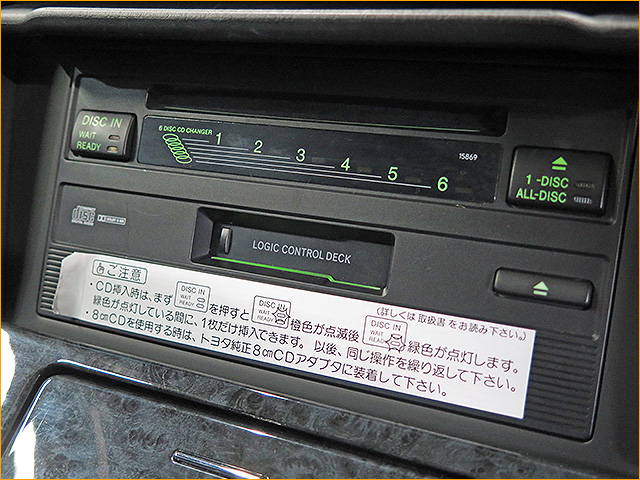 DISC IN
WAIT
READY
6 DISC CD CHANGER
1 2 3 4 5 6
15869
1 -DISC
ALL-DISC
disc
DIGITAL AUDIO
LOGIC CONTROL DECK
ご注意
(詳しくは 取扱書 をお読み下さい。)
・CD挿入時は、まず DISC IN WAIT READY を押すと DISC IN WAIT READY 橙色が点滅後 DISC IN WAIT READY 緑色が点灯します。
緑色が点灯している間に、1枚だけ挿入できます。以後、同じ操作を繰り返して下さい。
・8㎝CDを使用する時は、トヨタ純正8㎝CDアダプタに装着して下さい。